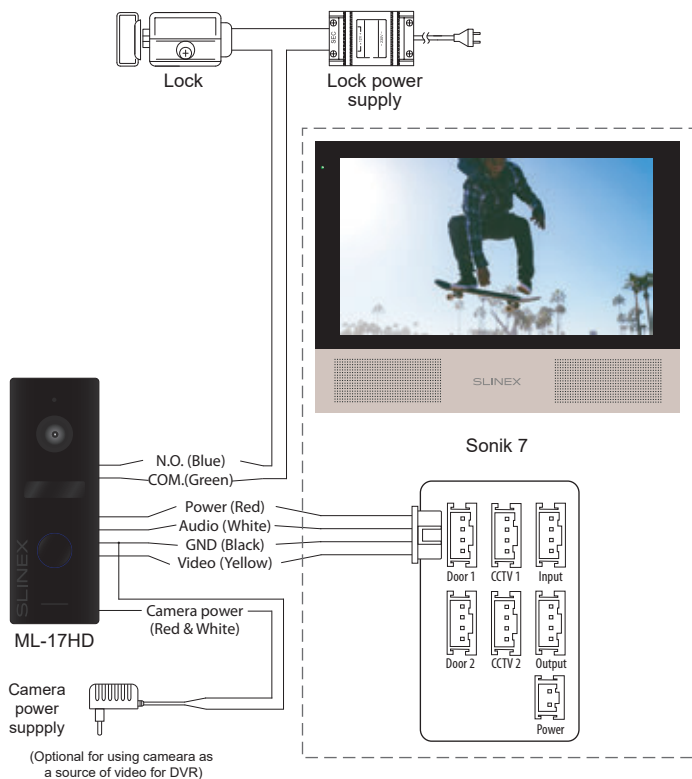 Lock
Lock power
supply
SEC
SLINEX
Sonik 7
N.O. (Blue)
COM.(Green)
Power (Red)
Audio (White)
GND (Black)
Video (Yellow)
Camera power
(Red & White)
SLINEX
ML-17HD
Camera
power
suppply
(Optional for using cameara as
a source of video for DVR)
Door 1
CCTV 1
Input
Door 2
CCTV 2
Output
Power